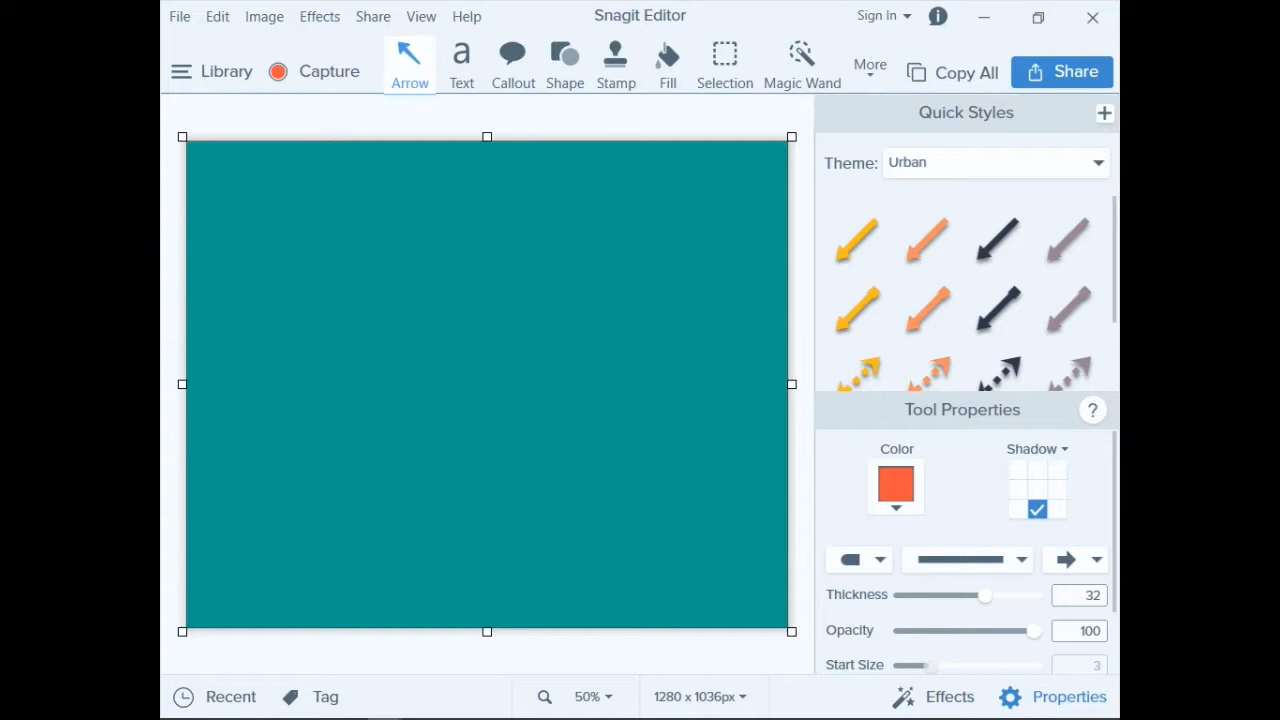 File Edit Image Effects Share View Help Snagit Editor Sign In
Library Capture Arrow Text Callout Shape Stamp Fill Selection Magic Wand More Copy All Share
Quick Styles
Theme: Urban
Tool Properties ?
Color Shadow
Thickness 32
Opacity 100
Start Size 3
Recent Tag 50% 1280 x 1036px Effects Properties